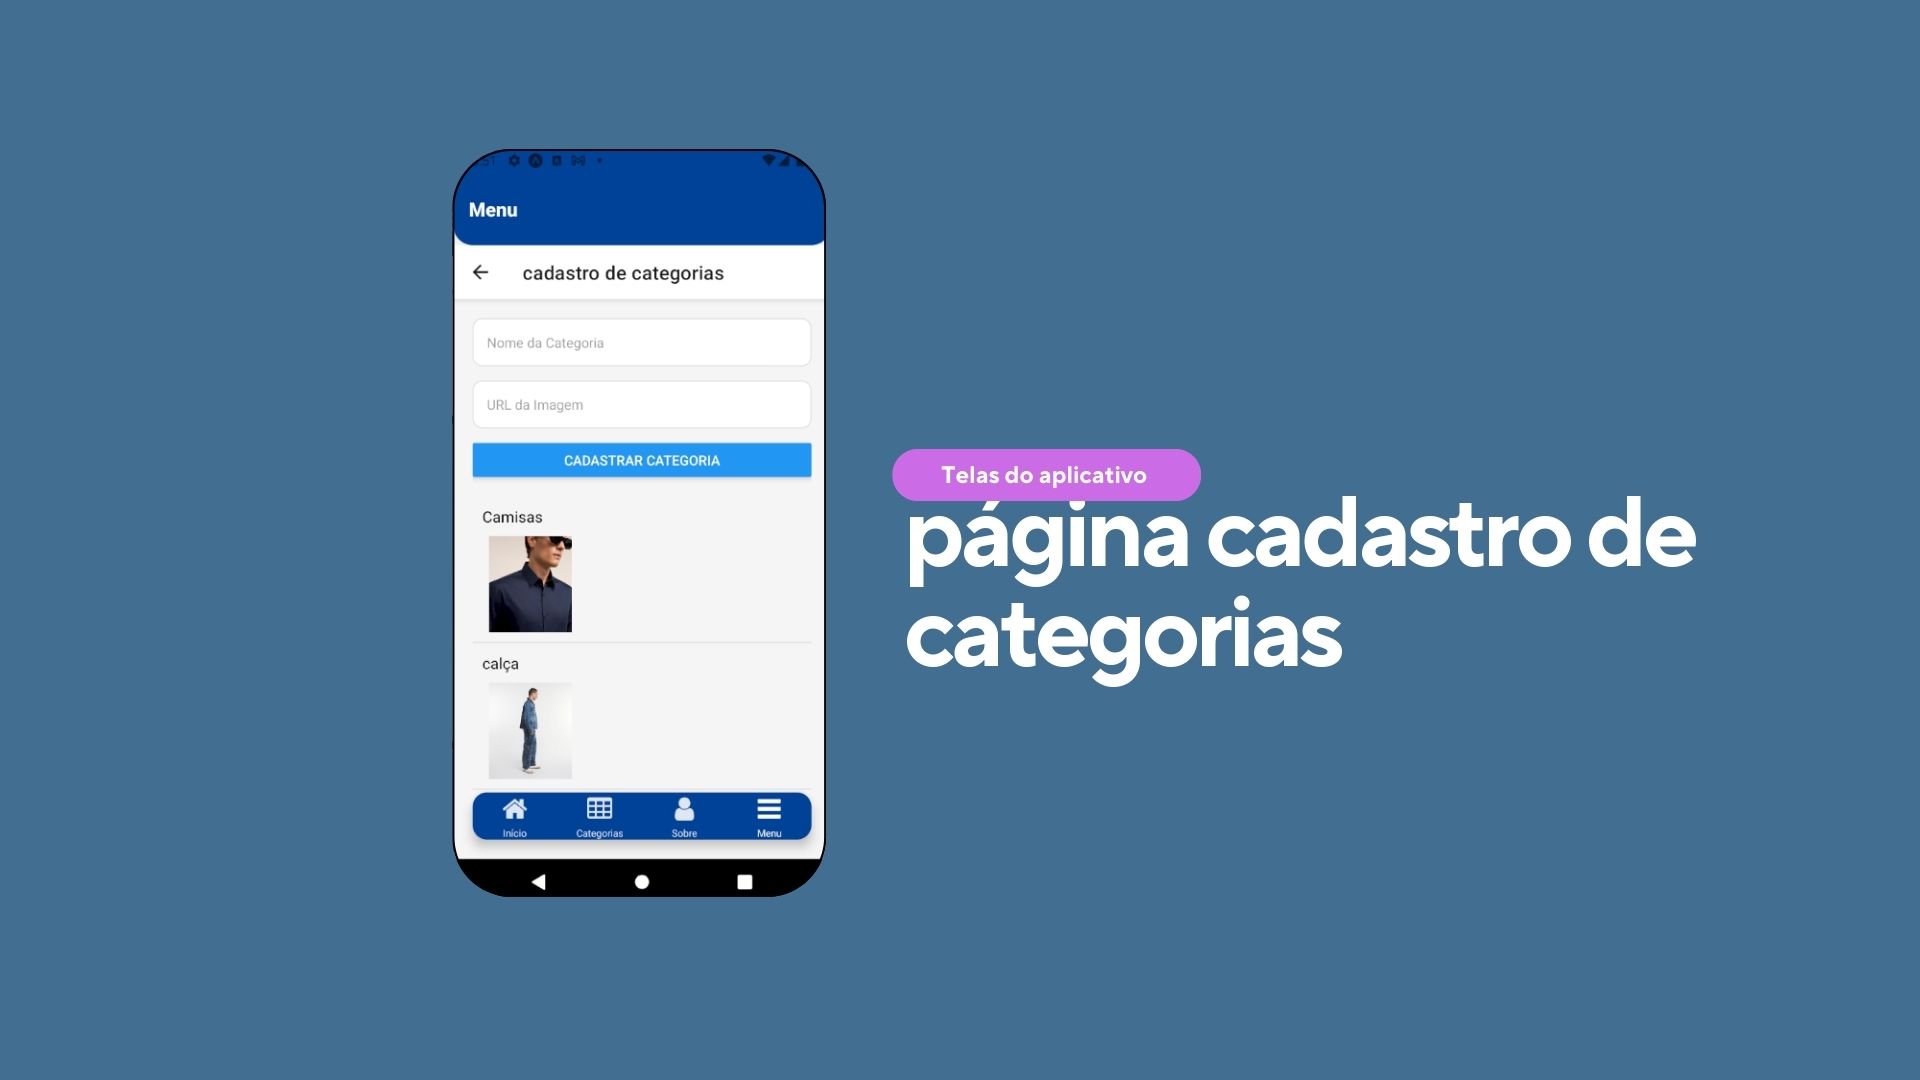 Menu
cadastro de categorias
Nome da Categoria
URL da Imagem
CADASTRAR CATEGORIA
Camisas
calça
Início
Categorias
Sobre
Menu
Telas do aplicativo
página cadastro de
categorias